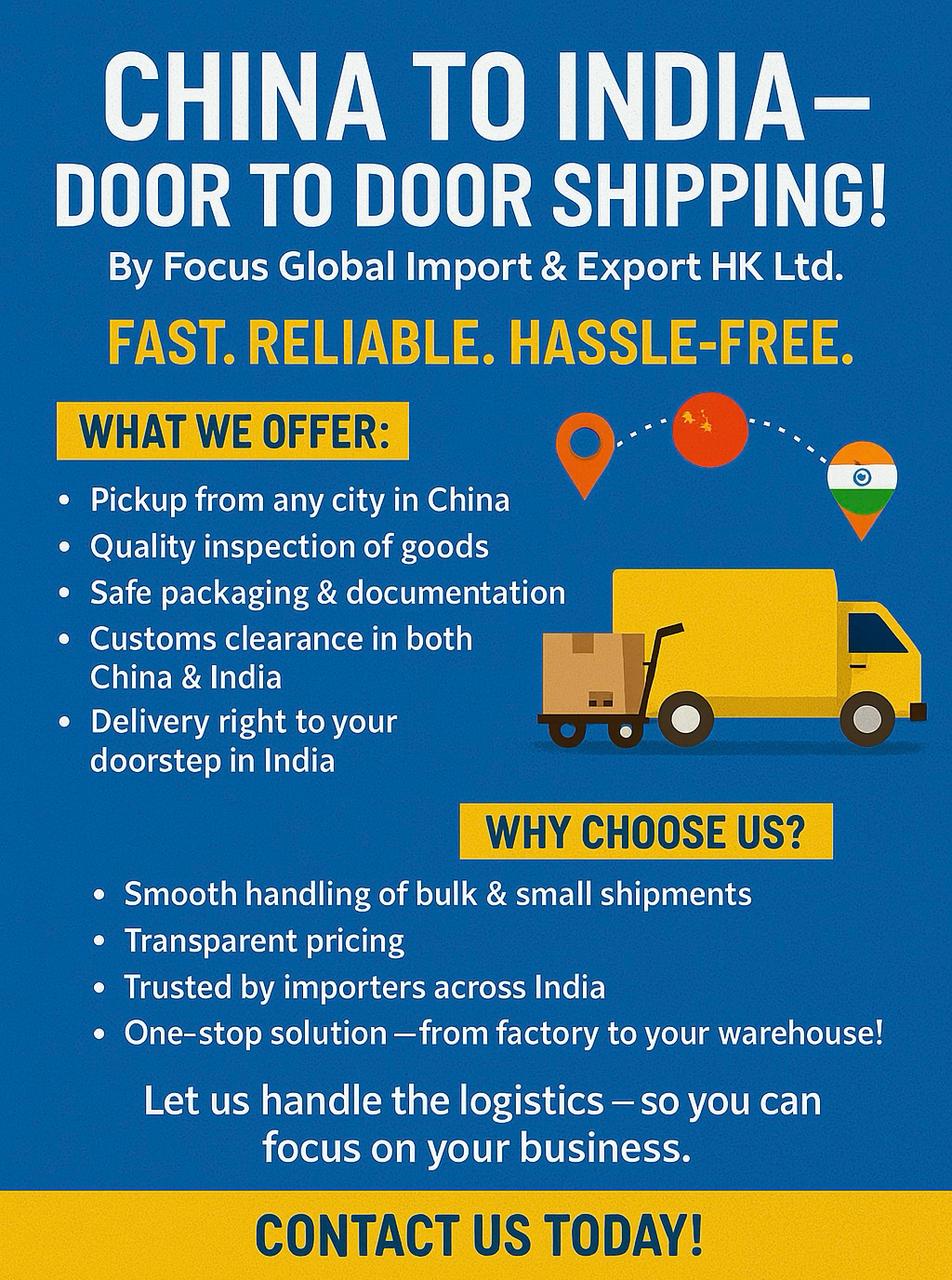 CHINA TO INDIA–
DOOR TO DOOR SHIPPING!
By Focus Global Import & Export HK Ltd.
FAST. RELIABLE. HASSLE-FREE.
WHAT WE OFFER:
• Pickup from any city in China
• Quality inspection of goods
• Safe packaging & documentation
• Customs clearance in both
China & India
• Delivery right to your
doorstep in India
WHY CHOOSE US?
• Smooth handling of bulk & small shipments
• Transparent pricing
• Trusted by importers across India
• One-stop solution –from factory to your warehouse!
Let us handle the logistics – so you can
focus on your business.
CONTACT US TODAY!